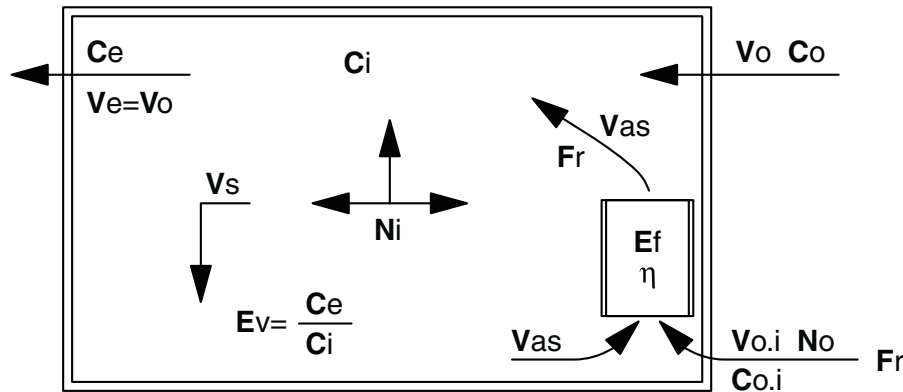 Ce
Ve=Vo
Ci
Vo Co
Vas
Fr
Vs
Ni
Ef
η
Ev= Ce
Ci
Vas
Vo.i No
Co.i
Fr